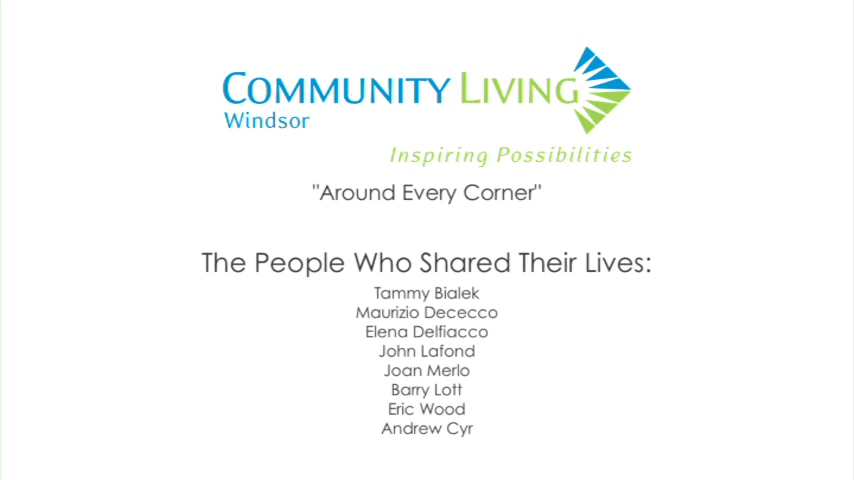 COMMUNITY LIVING
Windsor
Inspiring Possibilities
"Around Every Corner"
The People Who Shared Their Lives:
Tammy Bialek
Maurizio Dececco
Elena Delfiacco
John Lafond
Joan Merlo
Barry Lott
Eric Wood
Andrew Cyr